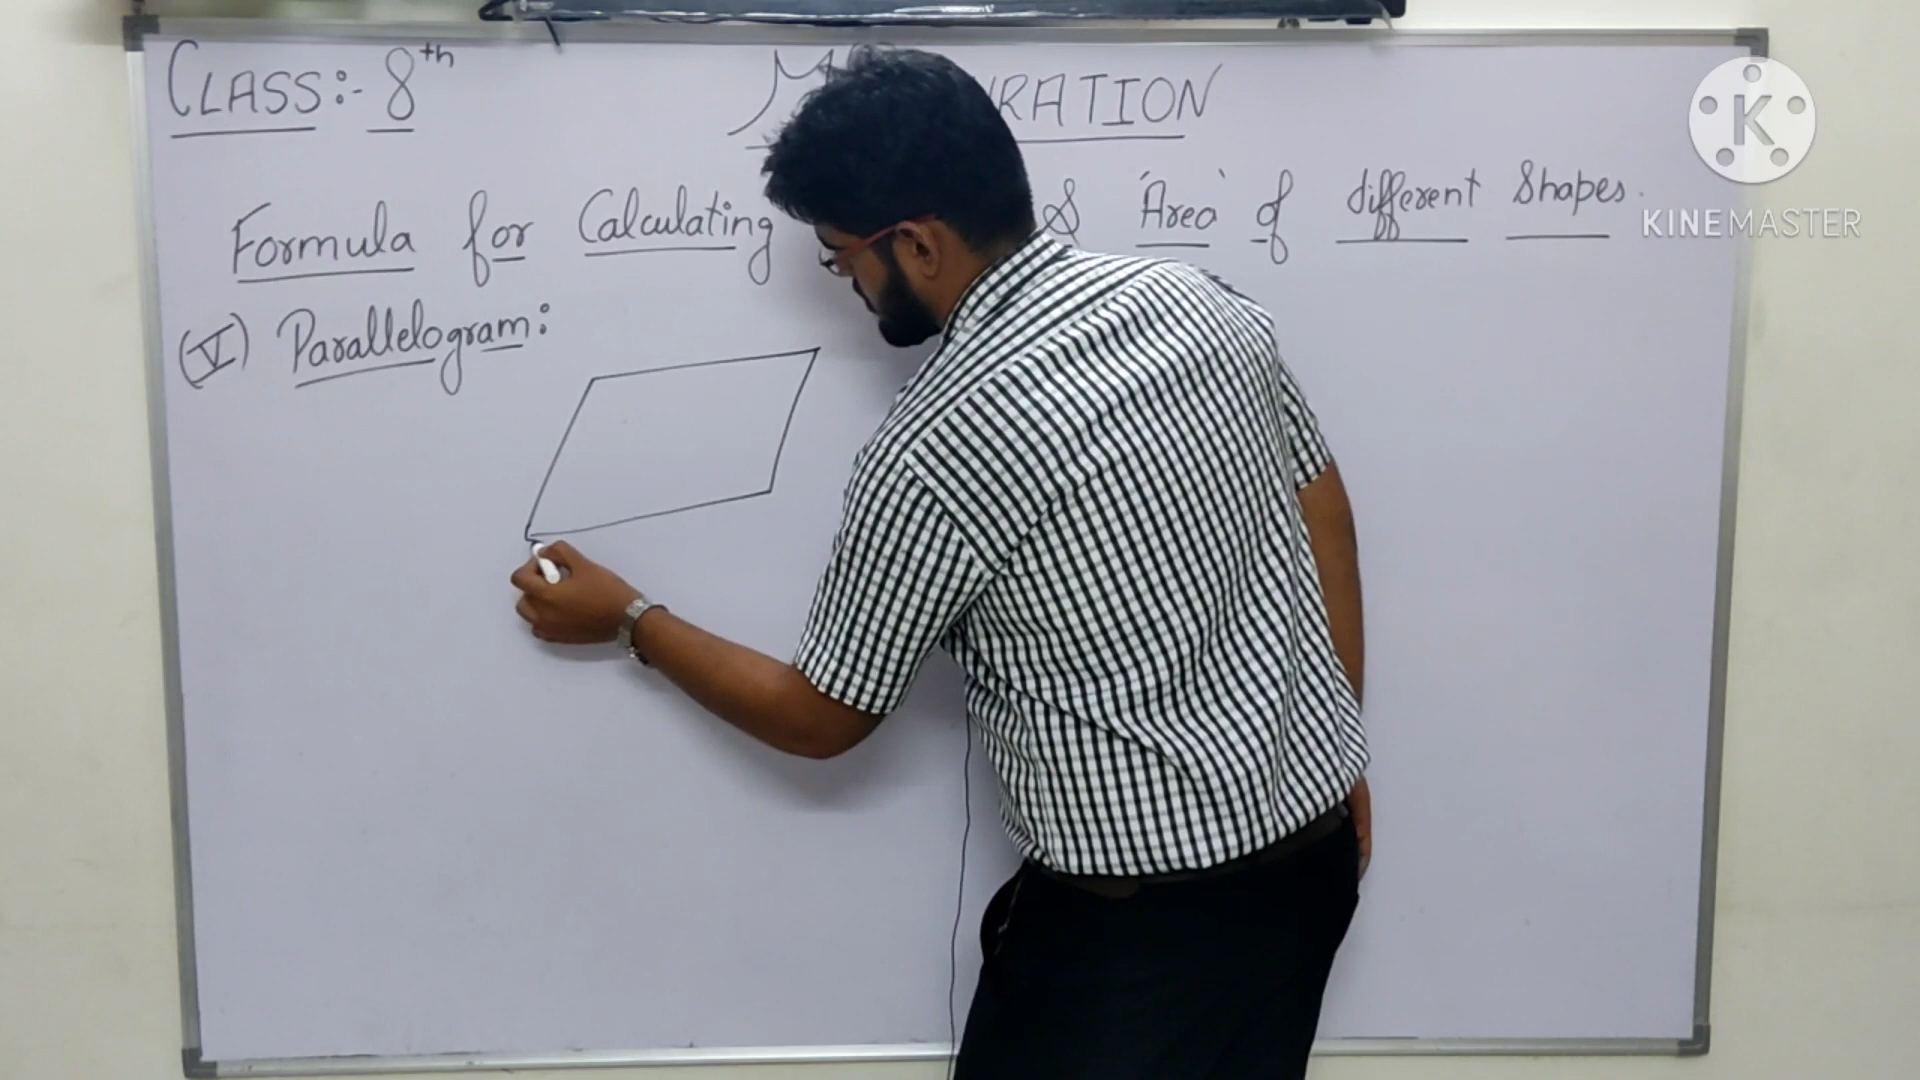 CLASS:- 8th
RATION
Formula for Calculating & 'Area' of different Shapes.
(V) Parallelogram:
K
KINEMASTER